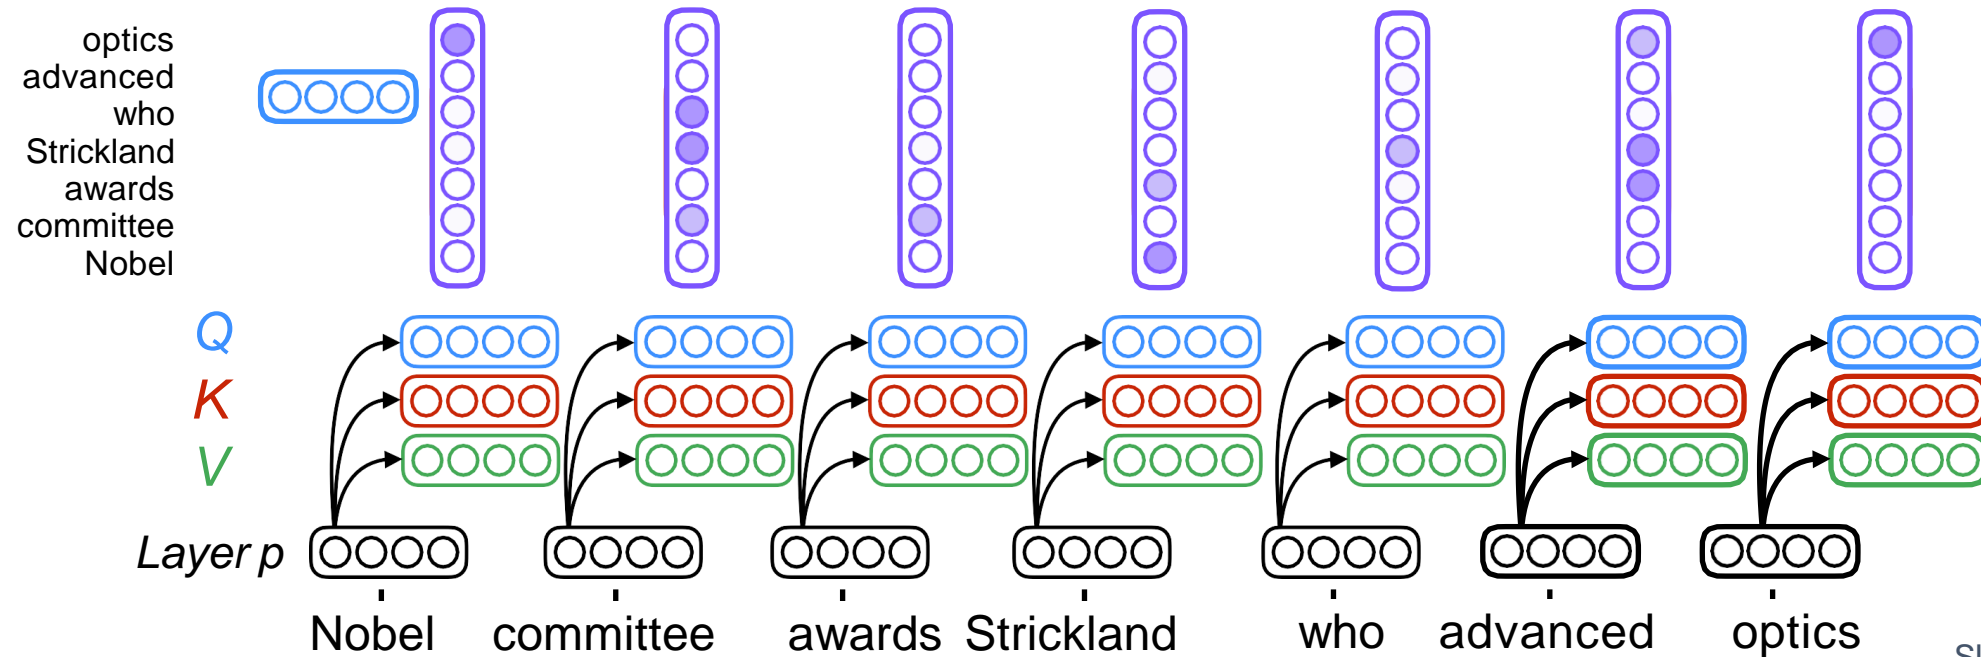 optics
advanced
who
Strickland
awards
committee
Nobel
Q
K
V
Layer p
Nobel committee awards Strickland who advanced optics